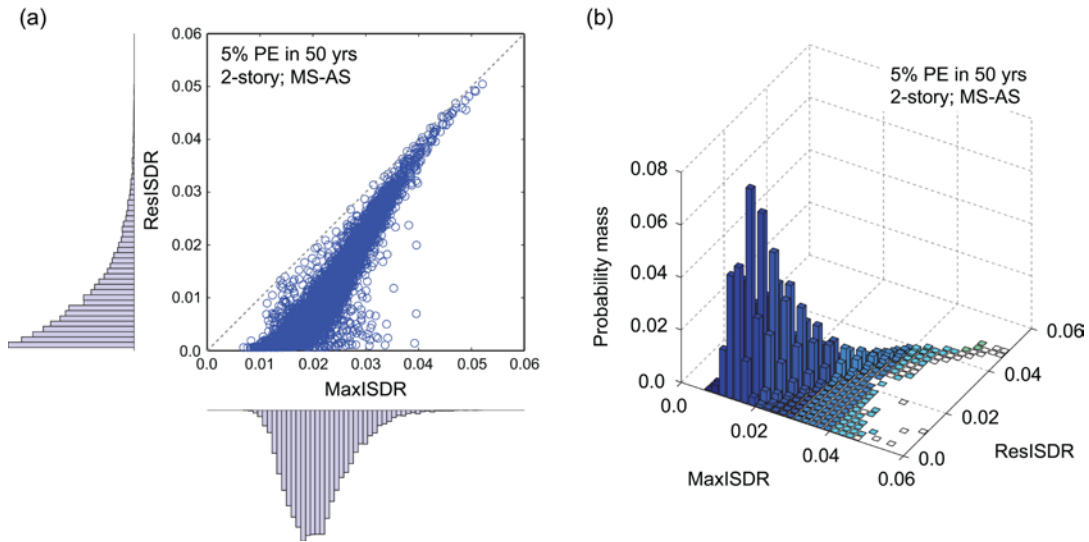 (a)
0.06
5% PE in 50 yrs
2-story; MS-AS
0.05
0.04
0.03
0.02
0.01
0.0
ResISDR
0.0 0.01 0.02 0.03 0.04 0.05 0.06
MaxISDR
(b)
5% PE in 50 yrs
2-story; MS-AS
0.08
0.06
0.04
0.02
0.0
Probability mass
0.0
0.02
0.04
0.06
MaxISDR
0.0
0.02
0.04
0.06
ResISDR